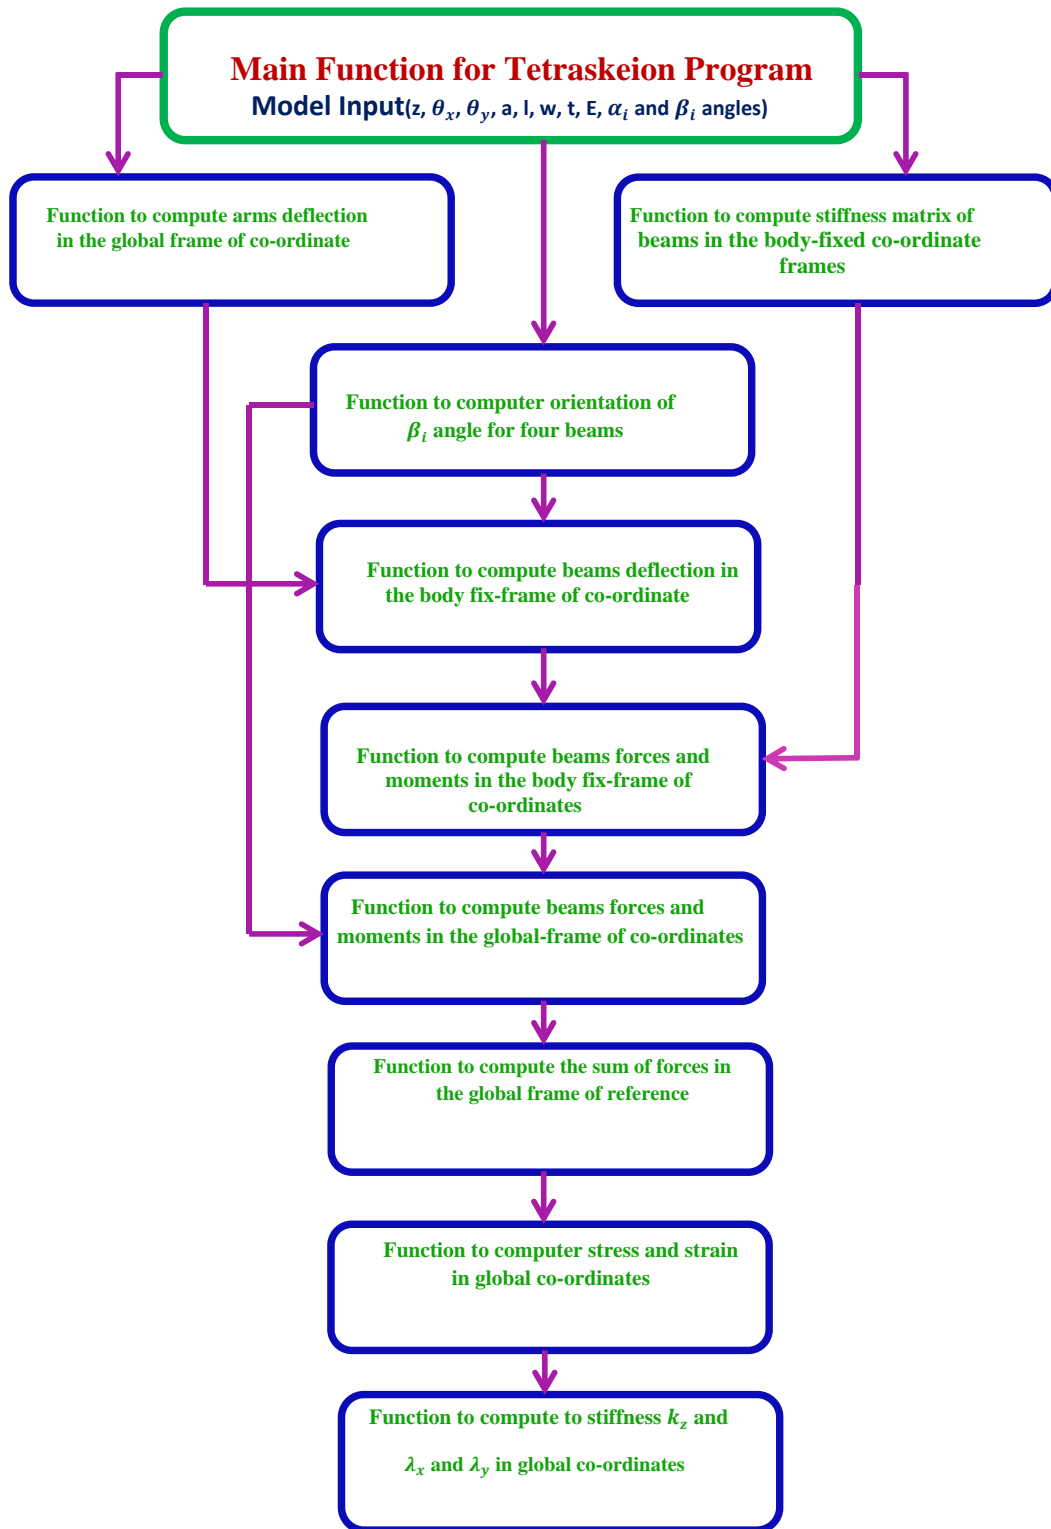 Main Function for Tetraskeion Program
Model Input(z, θₓ, θᵧ, a, l, w, t, E, αᵢ and βᵢ angles)
Function to compute arms deflection
in the global frame of co-ordinate
Function to compute stiffness matrix of
beams in the body-fixed co-ordinate
frames
Function to computer orientation of
βᵢ angle for four beams
Function to compute beams deflection in
the body fix-frame of co-ordinate
Function to compute beams forces and
moments in the body fix-frame of
co-ordinates
Function to compute beams forces and
moments in the global-frame of co-ordinates
Function to compute the sum of forces in
the global frame of reference
Function to computer stress and strain
in global co-ordinates
Function to compute to stiffness k_z and
λₓ and λᵧ in global co-ordinates